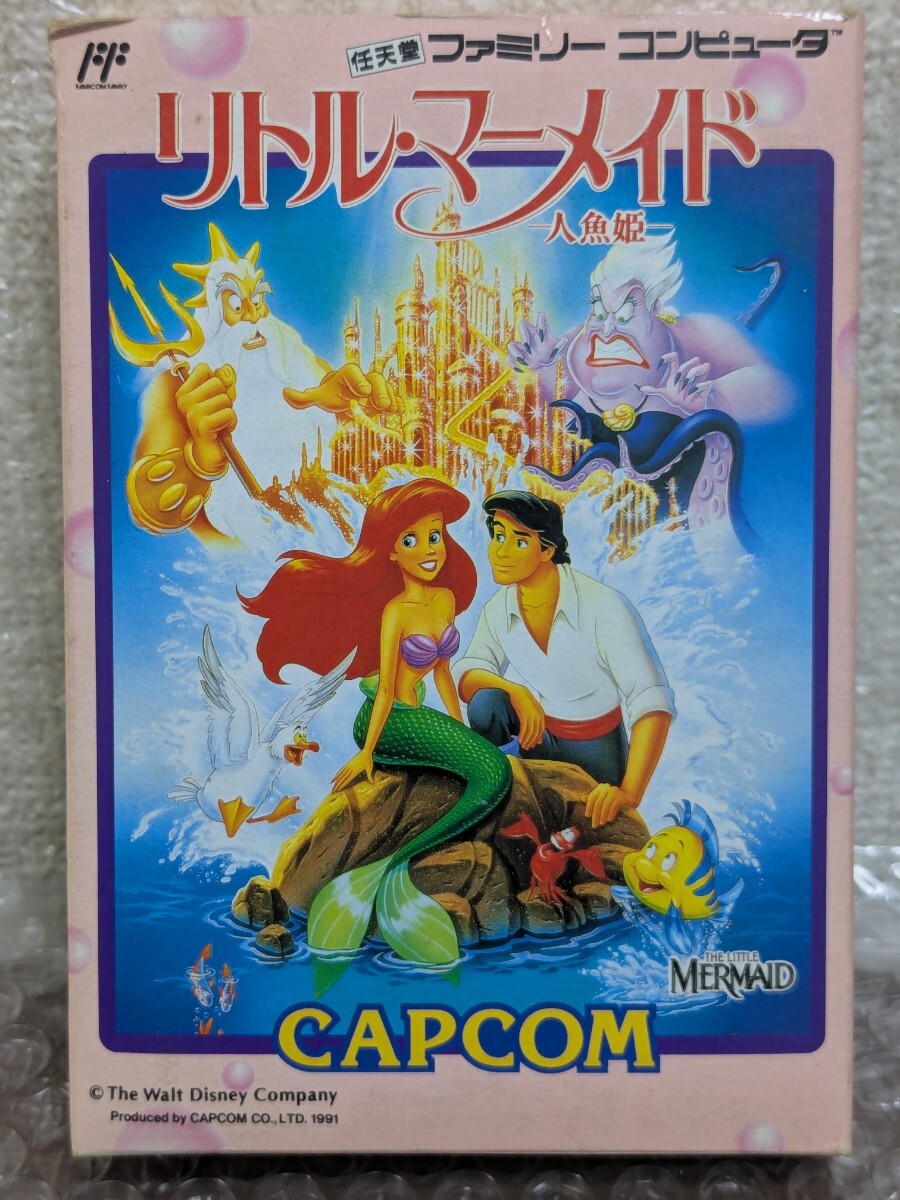 FAMICOM FAMILY
任天堂 ファミリー コンピュータ™
リトル・マーメイド
―人魚姫―
THE LITTLE
MERMAID
CAPCOM
© The Walt Disney Company
Produced by CAPCOM CO., LTD. 1991